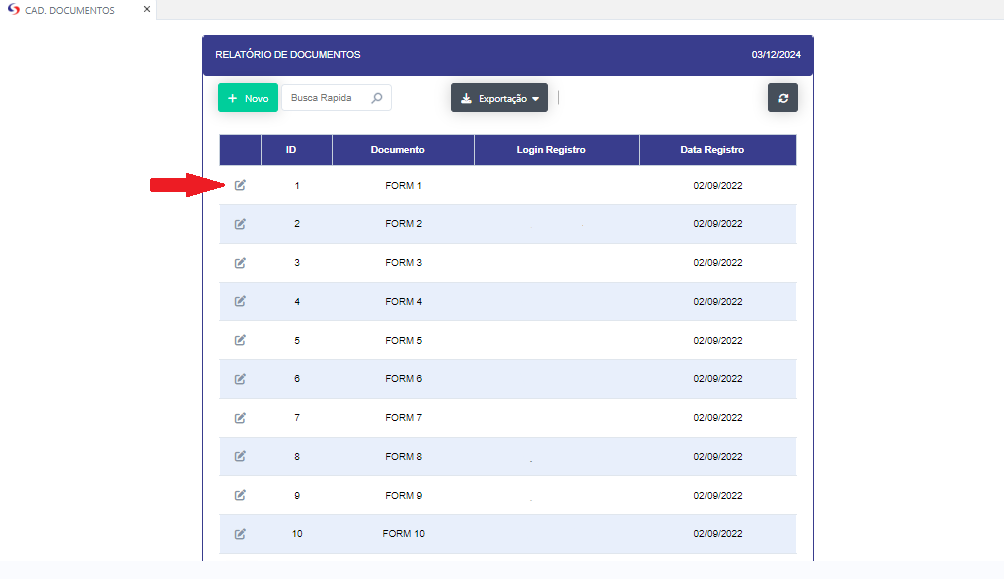 CAD. DOCUMENTOS ×
RELATÓRIO DE DOCUMENTOS 03/12/2024
+ Novo Busca Rapida Exportação
ID Documento Login Registro Data Registro
1 FORM 1 02/09/2022
2 FORM 2 02/09/2022
3 FORM 3 02/09/2022
4 FORM 4 02/09/2022
5 FORM 5 02/09/2022
6 FORM 6 02/09/2022
7 FORM 7 02/09/2022
8 FORM 8 02/09/2022
9 FORM 9 02/09/2022
10 FORM 10 02/09/2022